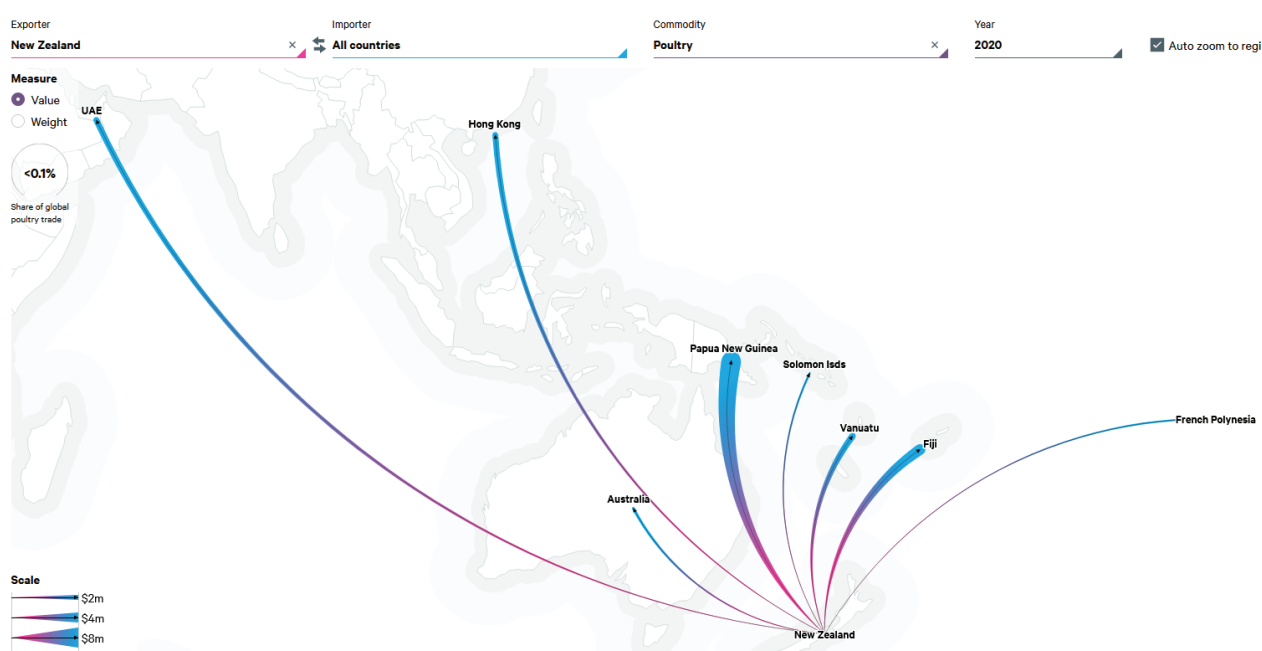 Exporter
Importer
Commodity
Year
New Zealand
All countries
Poultry
2020
Auto zoom to regi
Measure
Value
Weight
<0.1%
Share of global
poultry trade
UAE
Hong Kong
Papua New Guinea
Solomon Isds
French Polynesia
Vanuatu
Fiji
Australia
New Zealand
Scale
$2m
$4m
$8m